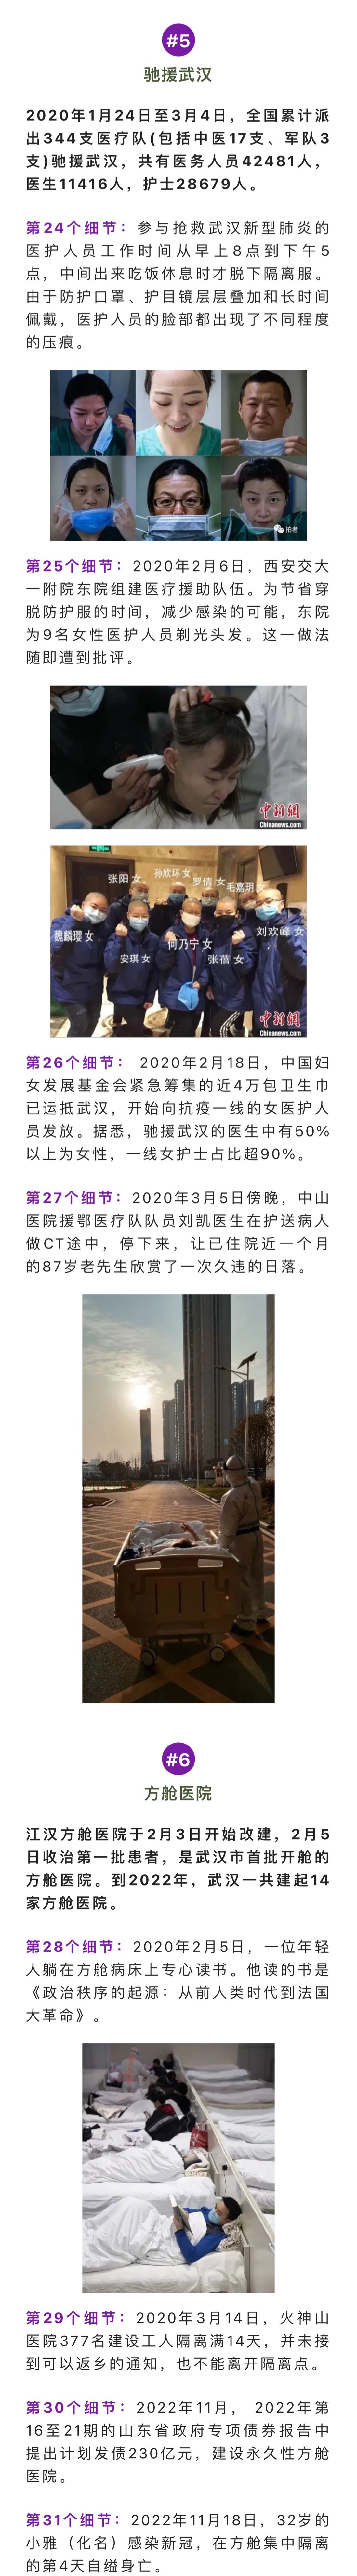 #5
驰援武汉
2020年1月24日至3月4日，全国累计派
出344支医疗队(包括中医17支、军队3
支)驰援武汉，共有医务人员42481人，
医生11416人，护士28679人。
第24个细节：参与抢救武汉新型肺炎的
医护人员工作时间从早上8点到下午5
点，中间出来吃饭休息时才脱下隔离服。
由于防护口罩、护目镜层层叠加和长时间
佩戴，医护人员的脸部都出现了不同程度
的压痕。
拍者
第25个细节：2020年2月6日，西安交大
一附院东院组建医疗援助队伍。为节省穿
脱防护服的时间，减少感染的可能，东院
为9名女性医护人员剃光头发。这一做法
随即遭到批评。
中新网
Chinanews.com
张阳 女
孙欣环 女
罗倩 女
毛嘉玥 女
魏麟璎 女
何乃宁 女
刘欢峰 女
安琪 女
张蓓 女
中新网
Chinanews.com
第26个细节： 2020年2月18日，中国妇
女发展基金会紧急筹集的近4万包卫生巾
已运抵武汉，开始向抗疫一线的女医护人
员发放。据悉，驰援武汉的医生中有50%
以上为女性，一线女护士占比超90%。
第27个细节：2020年3月5日傍晚，中山
医院援鄂医疗队队员刘凯医生在护送病人
做CT途中，停下来，让已住院近一个月
的87岁老先生欣赏了一次久违的日落。
#6
方舱医院
江汉方舱医院于2月3日开始改建，2月5
日收治第一批患者，是武汉市首批开舱的
方舱医院。到2022年，武汉一共建起14
家方舱医院。
第28个细节：2020年2月5日，一位年轻
人躺在方舱病床上专心读书。他读的书是
《政治秩序的起源：从前人类时代到法国
大革命》。
第29个细节：2020年3月14日，火神山
医院377名建设工人隔离满14天，并未接
到可以返乡的通知，也不能离开隔离点。
第30个细节：2022年11月， 2022年第
16至21期的山东省政府专项债券报告中
提出计划发债230亿元，建设永久性方舱
医院。
第31个细节：2022年11月18日，32岁的
小雅（化名）感染新冠，在方舱集中隔离
的第4天自缢身亡。